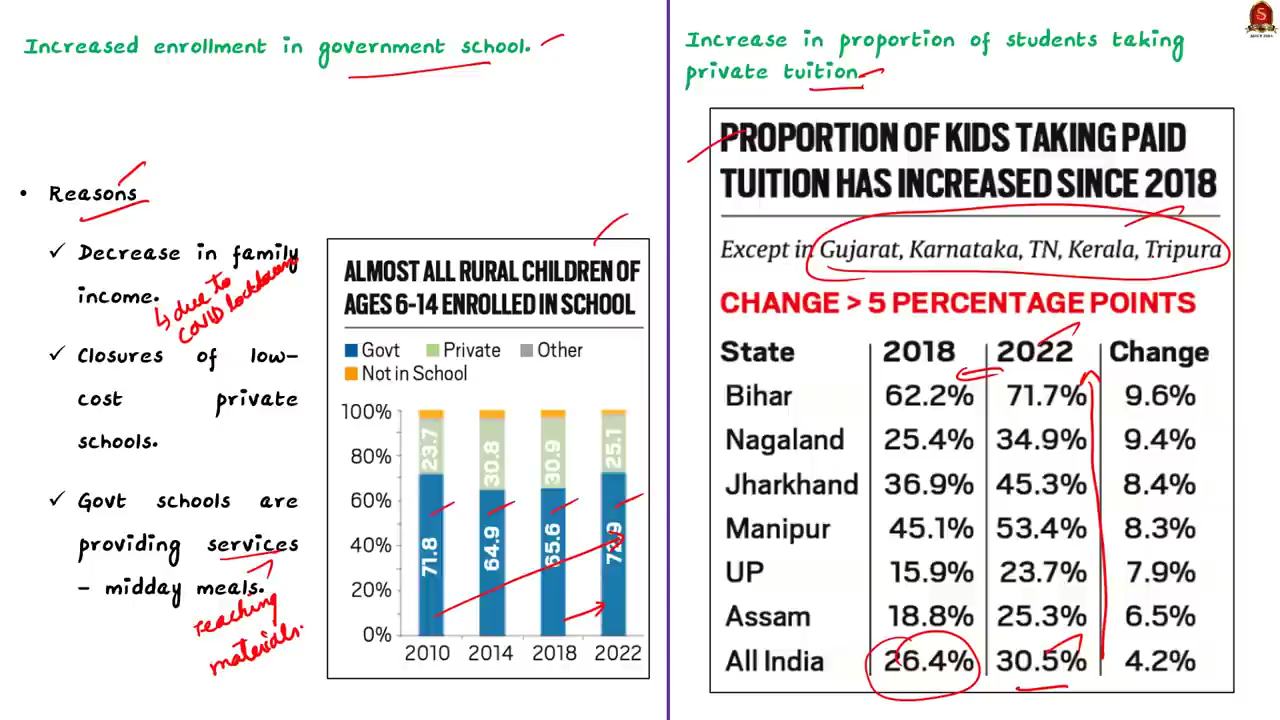 Increased enrollment in government school.
• Reasons
✓ Decrease in family
income.
↳ due to
COVID lockdown
✓ Closures of low-
cost private
schools.
✓ Govt schools are
providing services
- midday meals.
teaching
materials.
ALMOST ALL RURAL CHILDREN OF
AGES 6-14 ENROLLED IN SCHOOL
Govt Private Other
Not in School
100%
80%
60%
40%
20%
0%
23.7 30.8 30.9 25.1
71.8 64.9 65.6
2010 2014 2018 2022
Increase in proportion of students taking
private tuition
PROPORTION OF KIDS TAKING PAID
TUITION HAS INCREASED SINCE 2018
Except in Gujarat, Karnataka, TN, Kerala, Tripura
CHANGE > 5 PERCENTAGE POINTS
State 2018 2022 Change
Bihar 62.2% 71.7% 9.6%
Nagaland 25.4% 34.9% 9.4%
Jharkhand 36.9% 45.3% 8.4%
Manipur 45.1% 53.4% 8.3%
UP 15.9% 23.7% 7.9%
Assam 18.8% 25.3% 6.5%
All India 26.4% 30.5% 4.2%